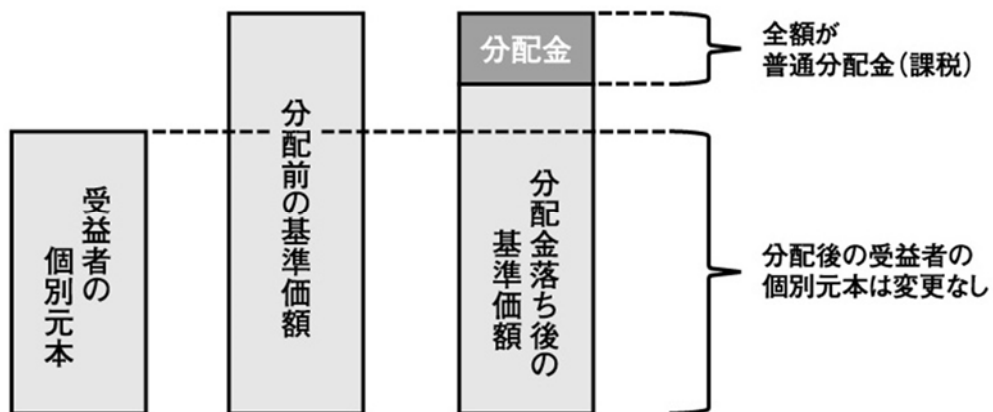 受益者の
個別元本
分配前の基準価額
分配金
分配金落ち後の
基準価額
全額が
普通分配金(課税)
分配後の受益者の
個別元本は変更なし